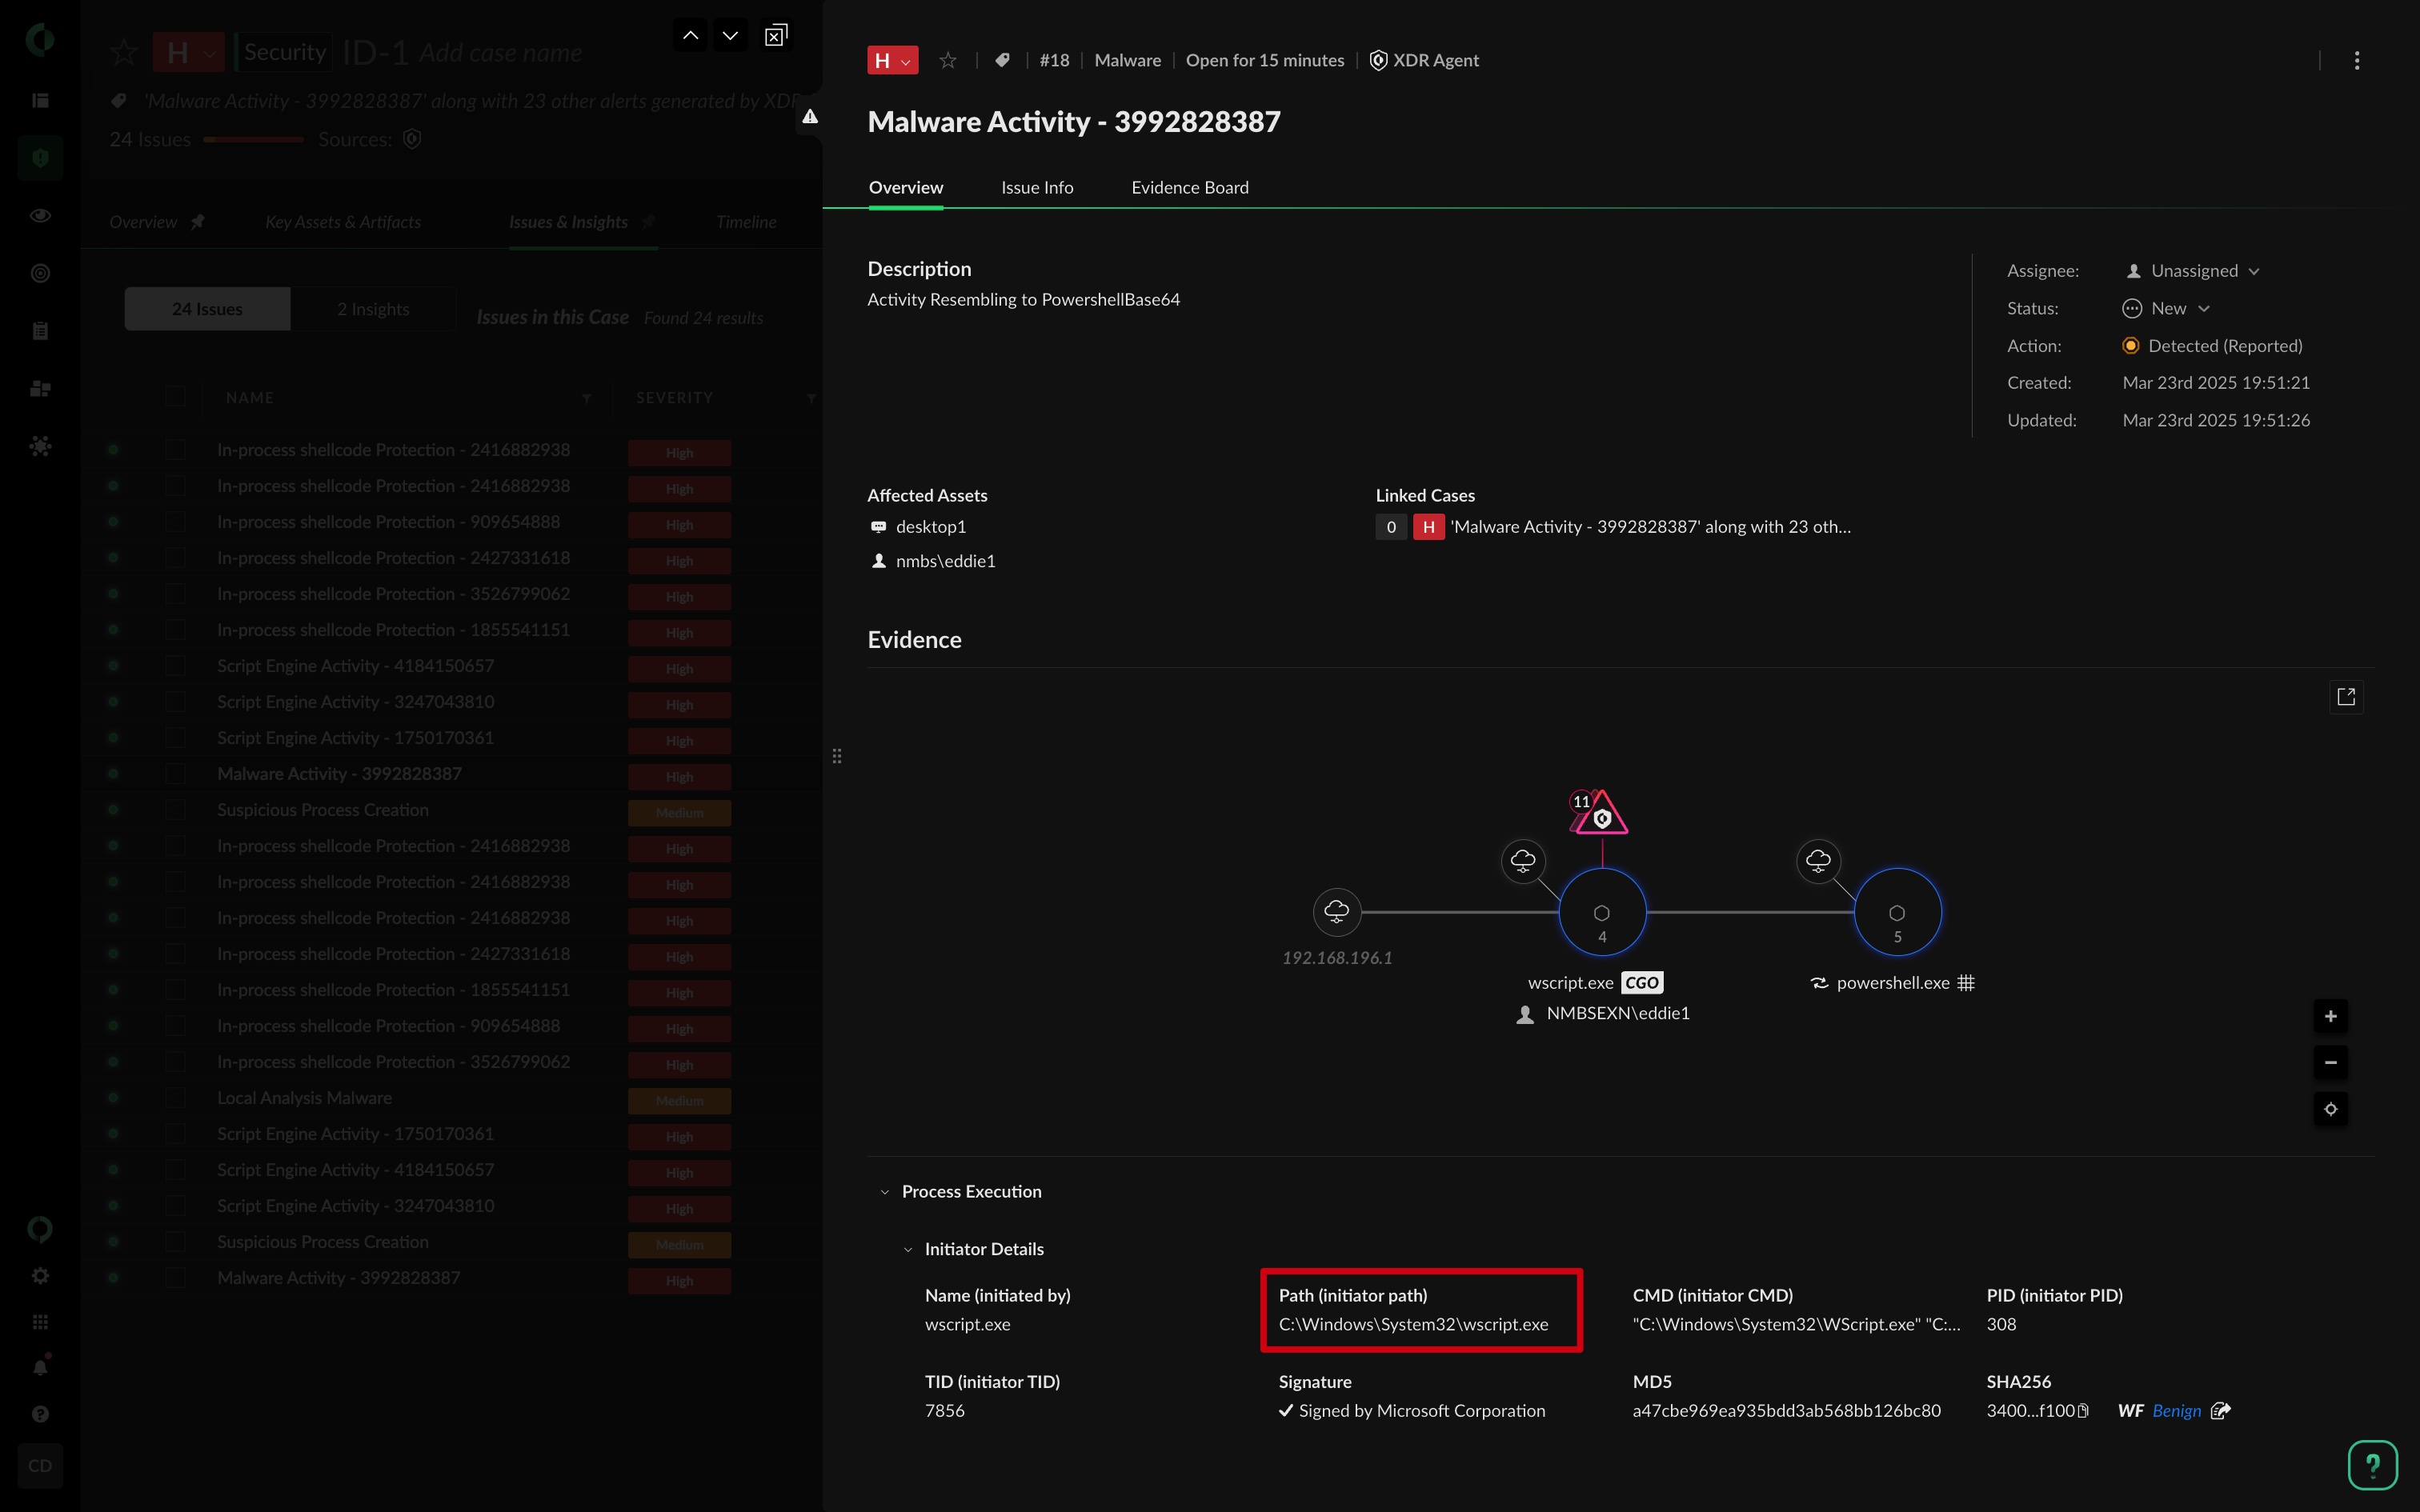 H Security ID-1 Add case name
'Malware Activity - 3992828387' along with 23 other alerts generated by XDR
24 Issues Sources:
Overview Key Assets & Artifacts Issues & Insights Timeline
24 Issues 2 Insights Issues in this Case Found 24 results
NAME SEVERITY
In-process shellcode Protection - 2416882938 High
In-process shellcode Protection - 2416882938 High
In-process shellcode Protection - 909654888 High
In-process shellcode Protection - 2427331618 High
In-process shellcode Protection - 3526799062 High
In-process shellcode Protection - 1855541151 High
Script Engine Activity - 4184150657 High
Script Engine Activity - 3247043810 High
Script Engine Activity - 1750170361 High
Malware Activity - 3992828387 High
Suspicious Process Creation Medium
In-process shellcode Protection - 2416882938 High
In-process shellcode Protection - 2416882938 High
In-process shellcode Protection - 2416882938 High
In-process shellcode Protection - 2427331618 High
In-process shellcode Protection - 1855541151 High
In-process shellcode Protection - 909654888 High
In-process shellcode Protection - 3526799062 High
Local Analysis Malware Medium
Script Engine Activity - 1750170361 High
Script Engine Activity - 4184150657 High
Script Engine Activity - 3247043810 High
Suspicious Process Creation Medium
Malware Activity - 3992828387 High
CD
H #18 Malware Open for 15 minutes XDR Agent
Malware Activity - 3992828387
Overview Issue Info Evidence Board
Description
Activity Resembling to PowershellBase64
Assignee: Unassigned
Status: New
Action: Detected (Reported)
Created: Mar 23rd 2025 19:51:21
Updated: Mar 23rd 2025 19:51:26
Affected Assets
desktop1
nmbs\eddie1
Linked Cases
0 H 'Malware Activity - 3992828387' along with 23 oth...
Evidence
11
4 5
192.168.196.1
wscript.exe CGO powershell.exe
NMBSEXN\eddie1
Process Execution
Initiator Details
Name (initiated by) Path (initiator path) CMD (initiator CMD) PID (initiator PID)
wscript.exe C:\Windows\System32\wscript.exe "C:\Windows\System32\WScript.exe" "C:... 308
TID (initiator TID) Signature MD5 SHA256
7856 Signed by Microsoft Corporation a47cbe969ea935bdd3ab568bb126bc80 3400...f100 WF Benign
?